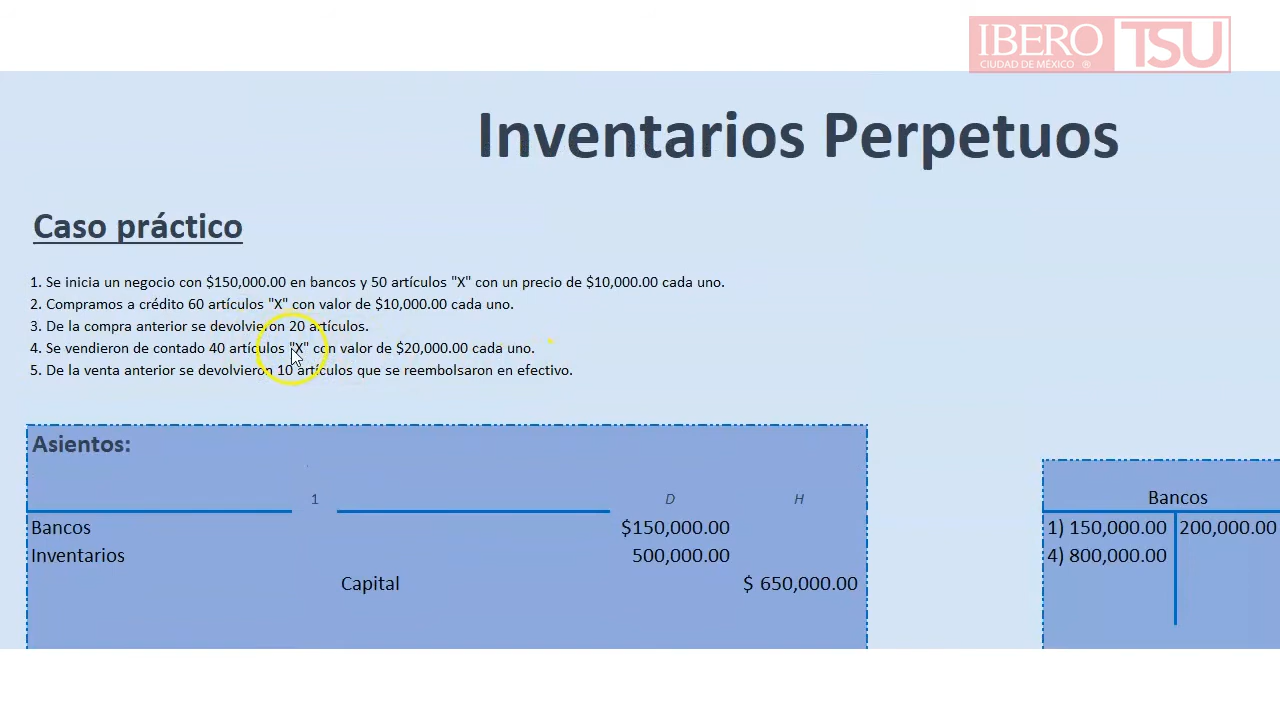 IBERO TSU
CIUDAD DE MÉXICO ®
Inventarios Perpetuos
Caso práctico
1. Se inicia un negocio con $150,000.00 en bancos y 50 artículos "X" con un precio de $10,000.00 cada uno.
2. Compramos a crédito 60 artículos "X" con valor de $10,000.00 cada uno.
3. De la compra anterior se devolvieron 20 artículos.
4. Se vendieron de contado 40 artículos "X" con valor de $20,000.00 cada uno.
5. De la venta anterior se devolvieron 10 artículos que se reembolsaron en efectivo.
Asientos:
1 D H
Bancos $150,000.00
Inventarios 500,000.00
Capital $ 650,000.00
Bancos
1) 150,000.00 200,000.00
4) 800,000.00